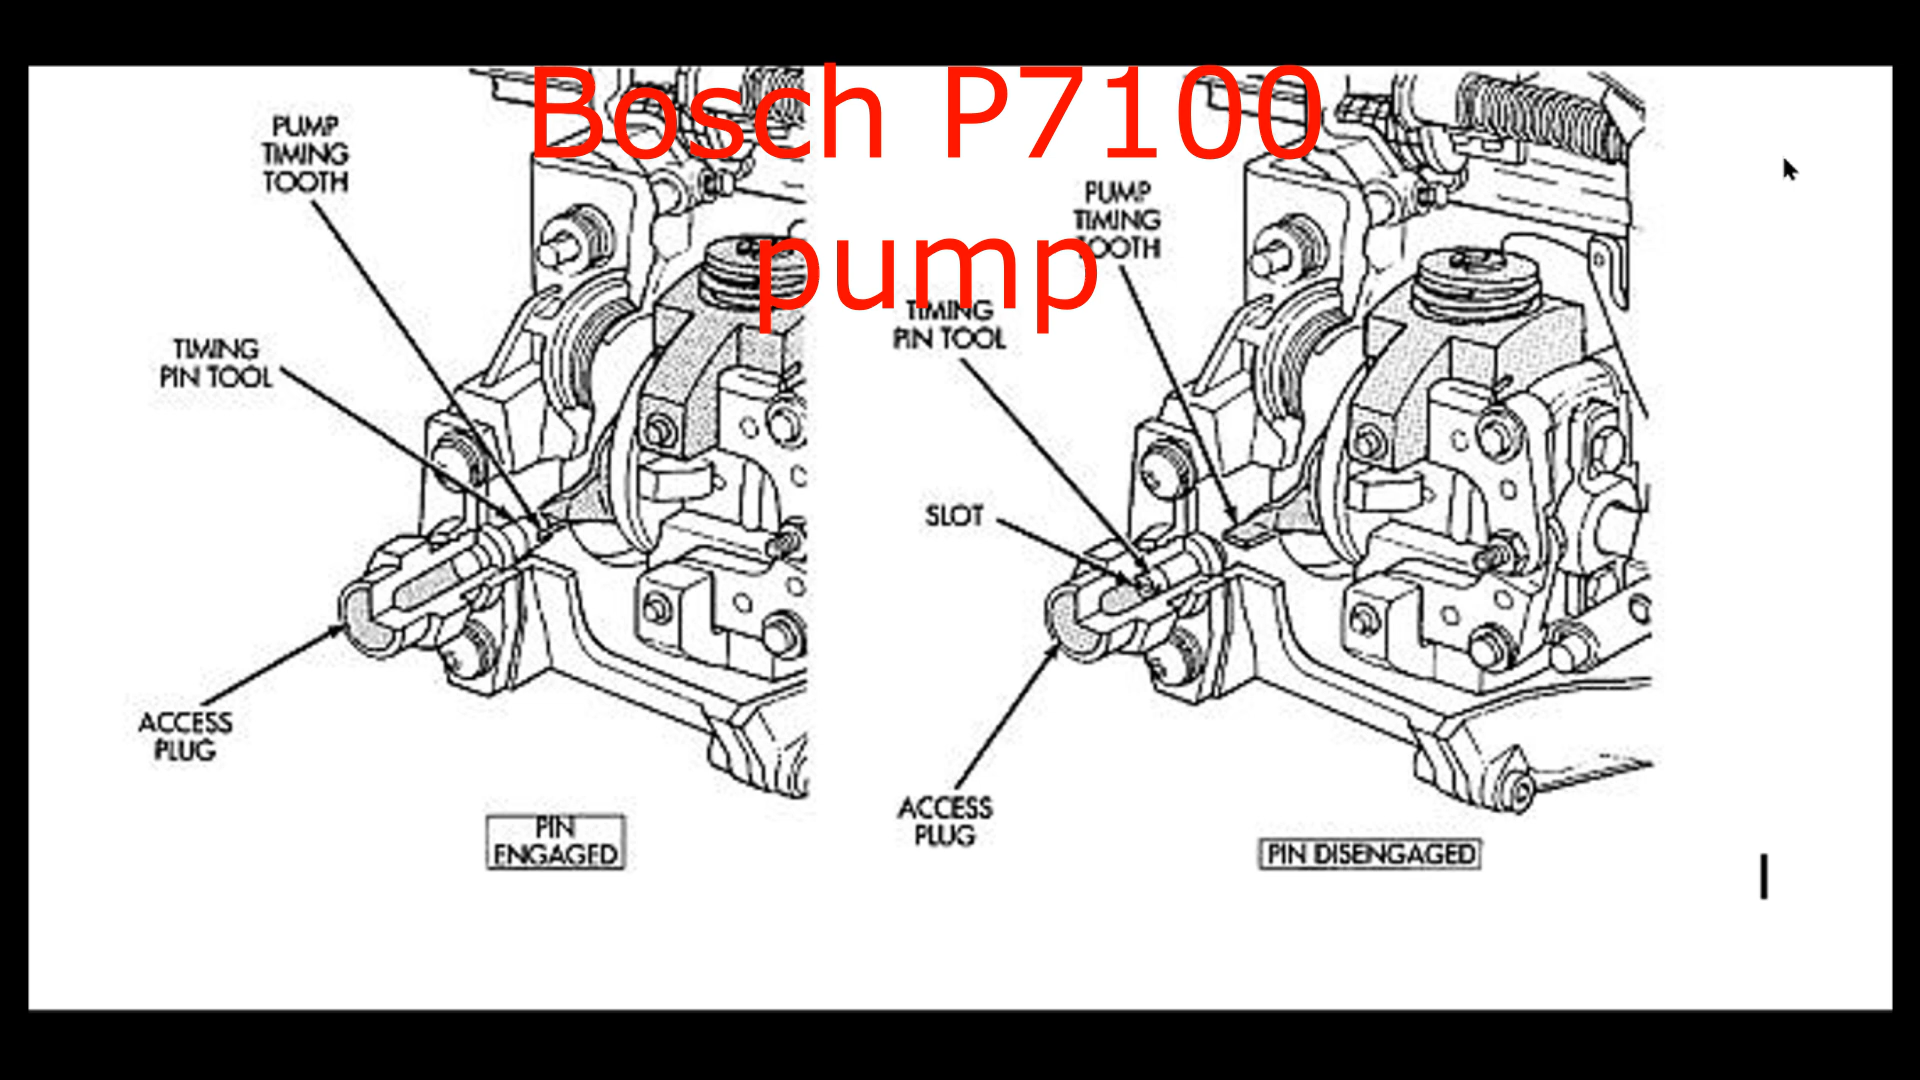 Bosch P7100
pump
PUMP
TIMING
TOOTH
TIMING
PIN TOOL
ACCESS
PLUG
PIN
ENGAGED
PUMP
TIMING
TOOTH
TIMING
PIN TOOL
SLOT
ACCESS
PLUG
PIN DISENGAGED